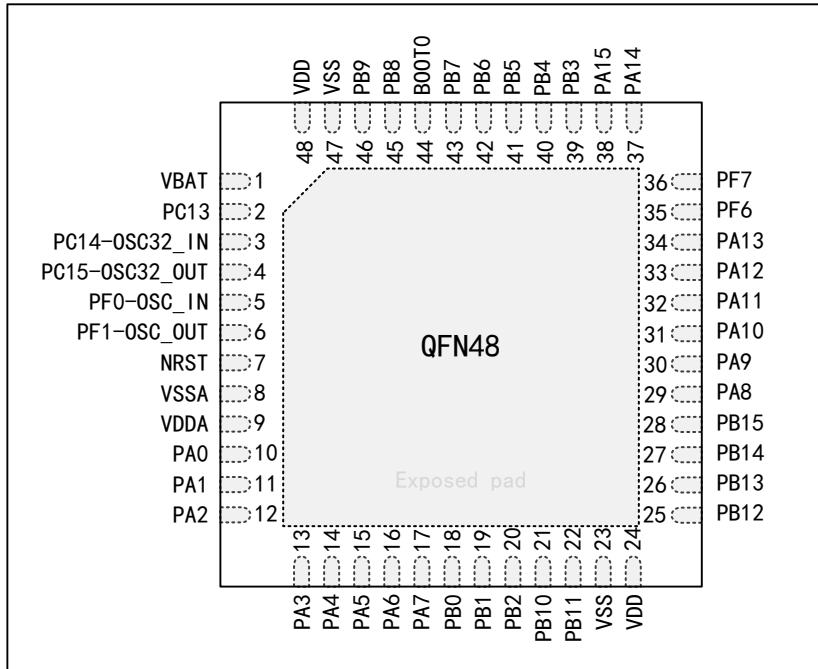 VDD VSS PB9 PB8 BOOT0 PB7 PB6 PB5 PB4 PB3 PA15 PA14
48 47 46 45 44 43 42 41 40 39 38 37
VBAT 1
PC13 2
PC14-OSC32_IN 3
PC15-OSC32_OUT 4
PF0-OSC_IN 5
PF1-OSC_OUT 6
NRST 7
VSSA 8
VDDA 9
PA0 10
PA1 11
PA2 12
36 PF7
35 PF6
34 PA13
33 PA12
32 PA11
31 PA10
30 PA9
29 PA8
28 PB15
27 PB14
26 PB13
25 PB12
QFN48
Exposed pad
13 14 15 16 17 18 19 20 21 22 23 24
PA3 PA4 PA5 PA6 PA7 PB0 PB1 PB2 PB10 PB11 VSS VDD